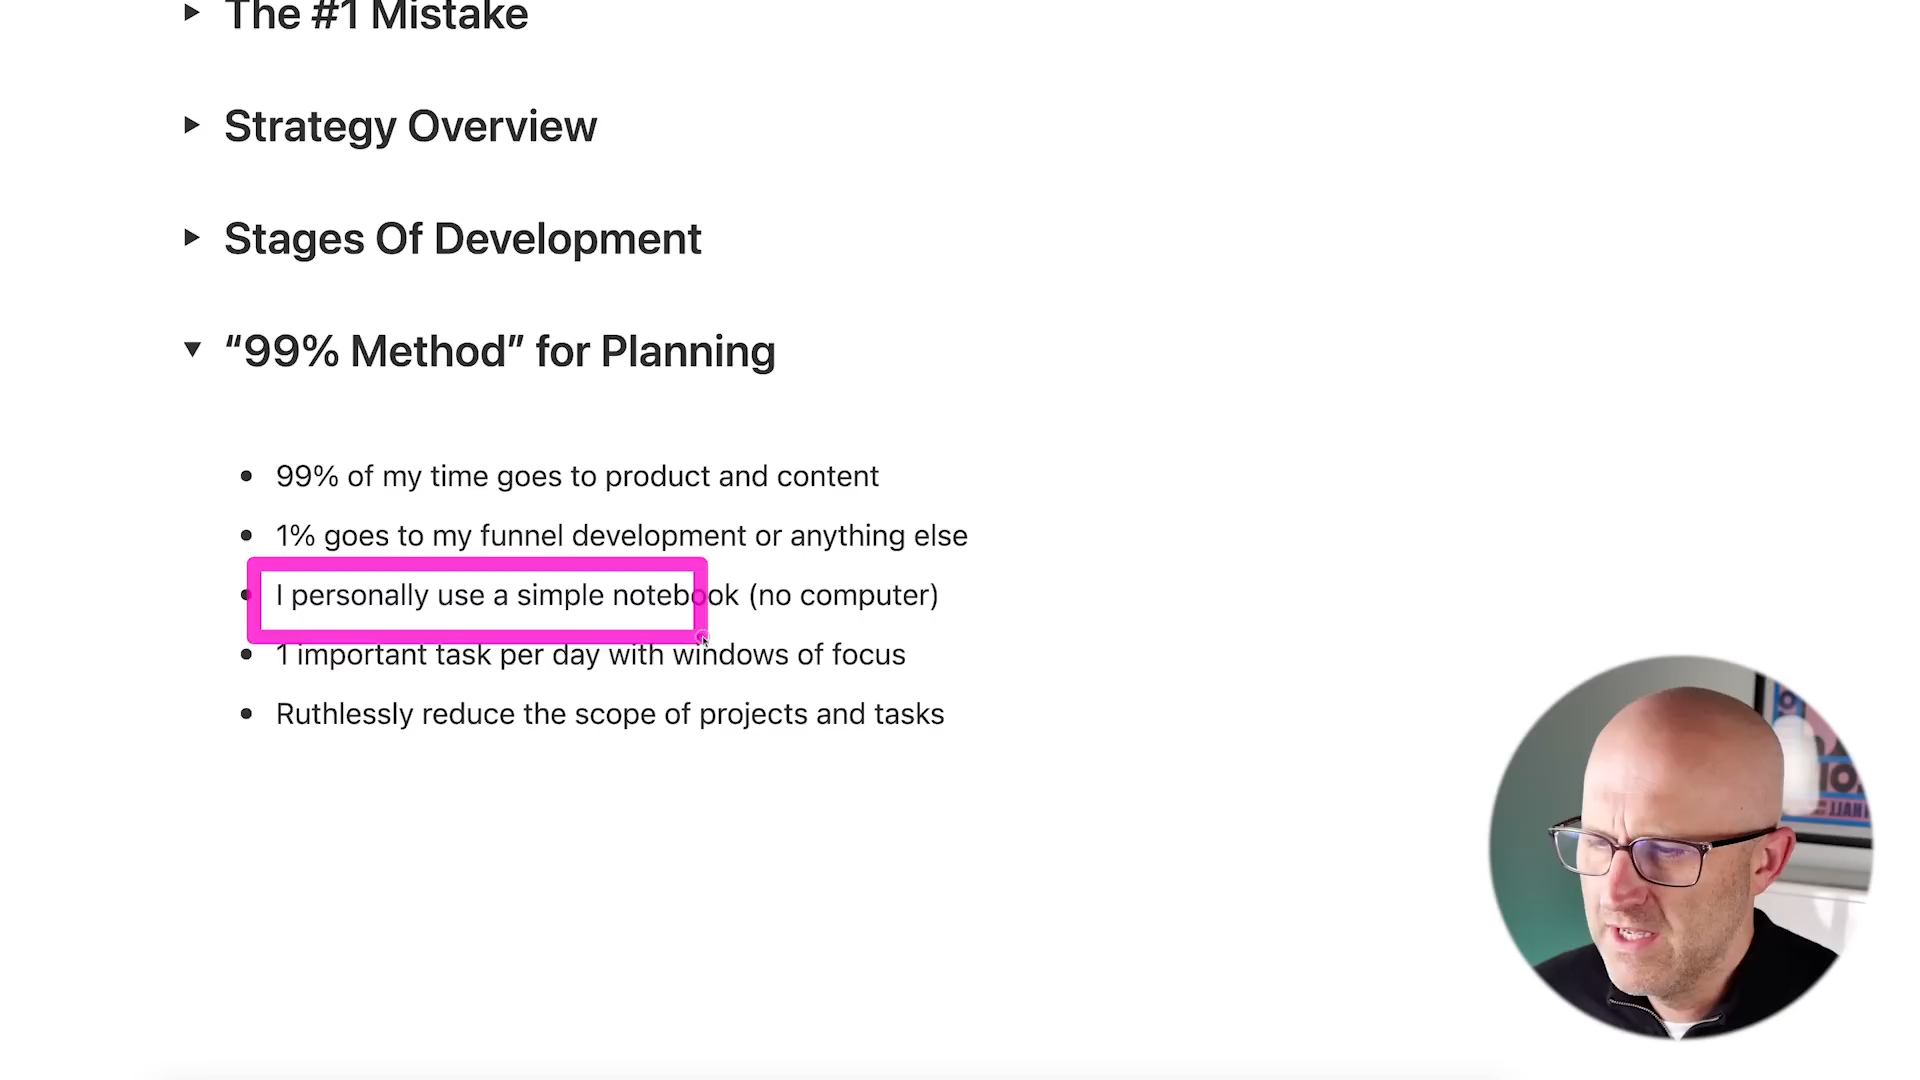 The #1 Mistake
Strategy Overview
Stages Of Development
“99% Method” for Planning
99% of my time goes to product and content
1% goes to my funnel development or anything else
I personally use a simple notebook (no computer)
1 important task per day with windows of focus
Ruthlessly reduce the scope of projects and tasks